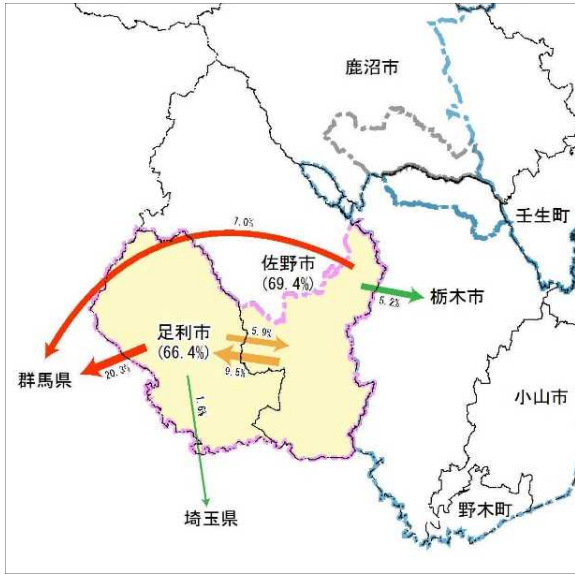 鹿沼市
壬生町
7.0%
佐野市
(69.4%)
5.2%
栃木市
足利市
(66.4%)
5.9%
9.5%
群馬県
20.3%
1.6%
小山市
野木町
埼玉県